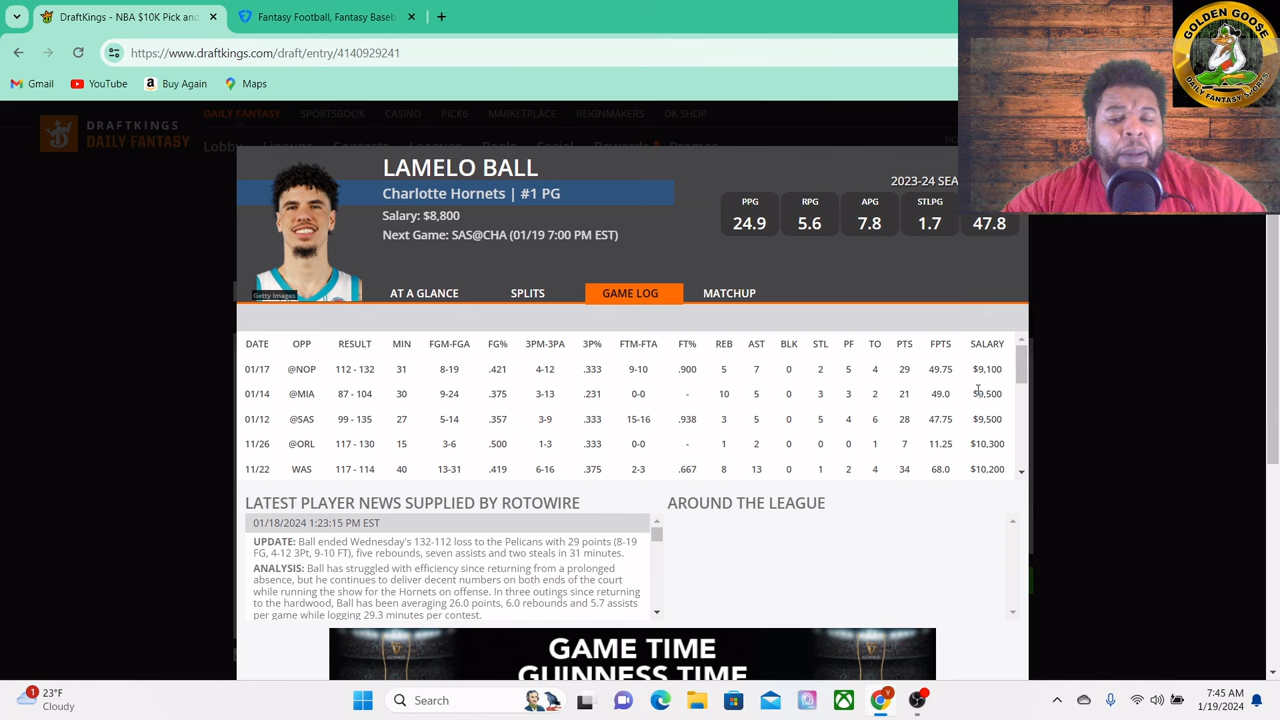 DraftKings - NBA $10K Pick and
Fantasy Football, Fantasy Baseb
https://www.draftkings.com/draft/entry/4140929241
Gmail YouTube Buy Again Maps
GOLDEN GOO$E
DAILY FANTASY SPORTS
DRAFTKINGS
DAILY FANTASY
DAILY FANTASY SPORTSBOOK CASINO PICK6 MARKETPLACE REIGNMAKERS DK SHOP
LAMELO BALL
Charlotte Hornets | #1 PG
Salary: $8,800
Next Game: SAS@CHA (01/19 7:00 PM EST)
2023-24 SEA
PPG RPG APG STLPG
24.9 5.6 7.8 1.7 47.8
Getty Images
AT A GLANCE SPLITS GAME LOG MATCHUP
DATE OPP RESULT MIN FGM-FGA FG% 3PM-3PA 3P% FTM-FTA FT% REB AST BLK STL PF TO PTS FPTS SALARY
01/17 @NOP 112 - 132 31 8-19 .421 4-12 .333 9-10 .900 5 7 0 2 5 4 29 49.75 $9,100
01/14 @MIA 87 - 104 30 9-24 .375 3-13 .231 0-0 - 10 5 0 3 3 2 21 49.0 $9,500
01/12 @SAS 99 - 135 27 5-14 .357 3-9 .333 15-16 .938 3 5 0 5 4 6 28 47.75 $9,500
11/26 @ORL 117 - 130 15 3-6 .500 1-3 .333 0-0 - 1 2 0 0 0 1 7 11.25 $10,300
11/22 WAS 117 - 114 40 13-31 .419 6-16 .375 2-3 .667 8 13 0 1 2 4 34 68.0 $10,200
LATEST PLAYER NEWS SUPPLIED BY ROTOWIRE
AROUND THE LEAGUE
01/18/2024 1:23:15 PM EST
UPDATE: Ball ended Wednesday's 132-112 loss to the Pelicans with 29 points (8-19
FG, 4-12 3Pt, 9-10 FT), five rebounds, seven assists and two steals in 31 minutes.
ANALYSIS: Ball has struggled with efficiency since returning from a prolonged
absence, but he continues to deliver decent numbers on both ends of the court
while running the show for the Hornets on offense. In three outings since returning
to the hardwood, Ball has been averaging 26.0 points, 6.0 rebounds and 5.7 assists
per game while logging 29.3 minutes per contest.
GAME TIME
GUINNESS TIME
1
23°F
Cloudy
Search
7:45 AM
1/19/2024